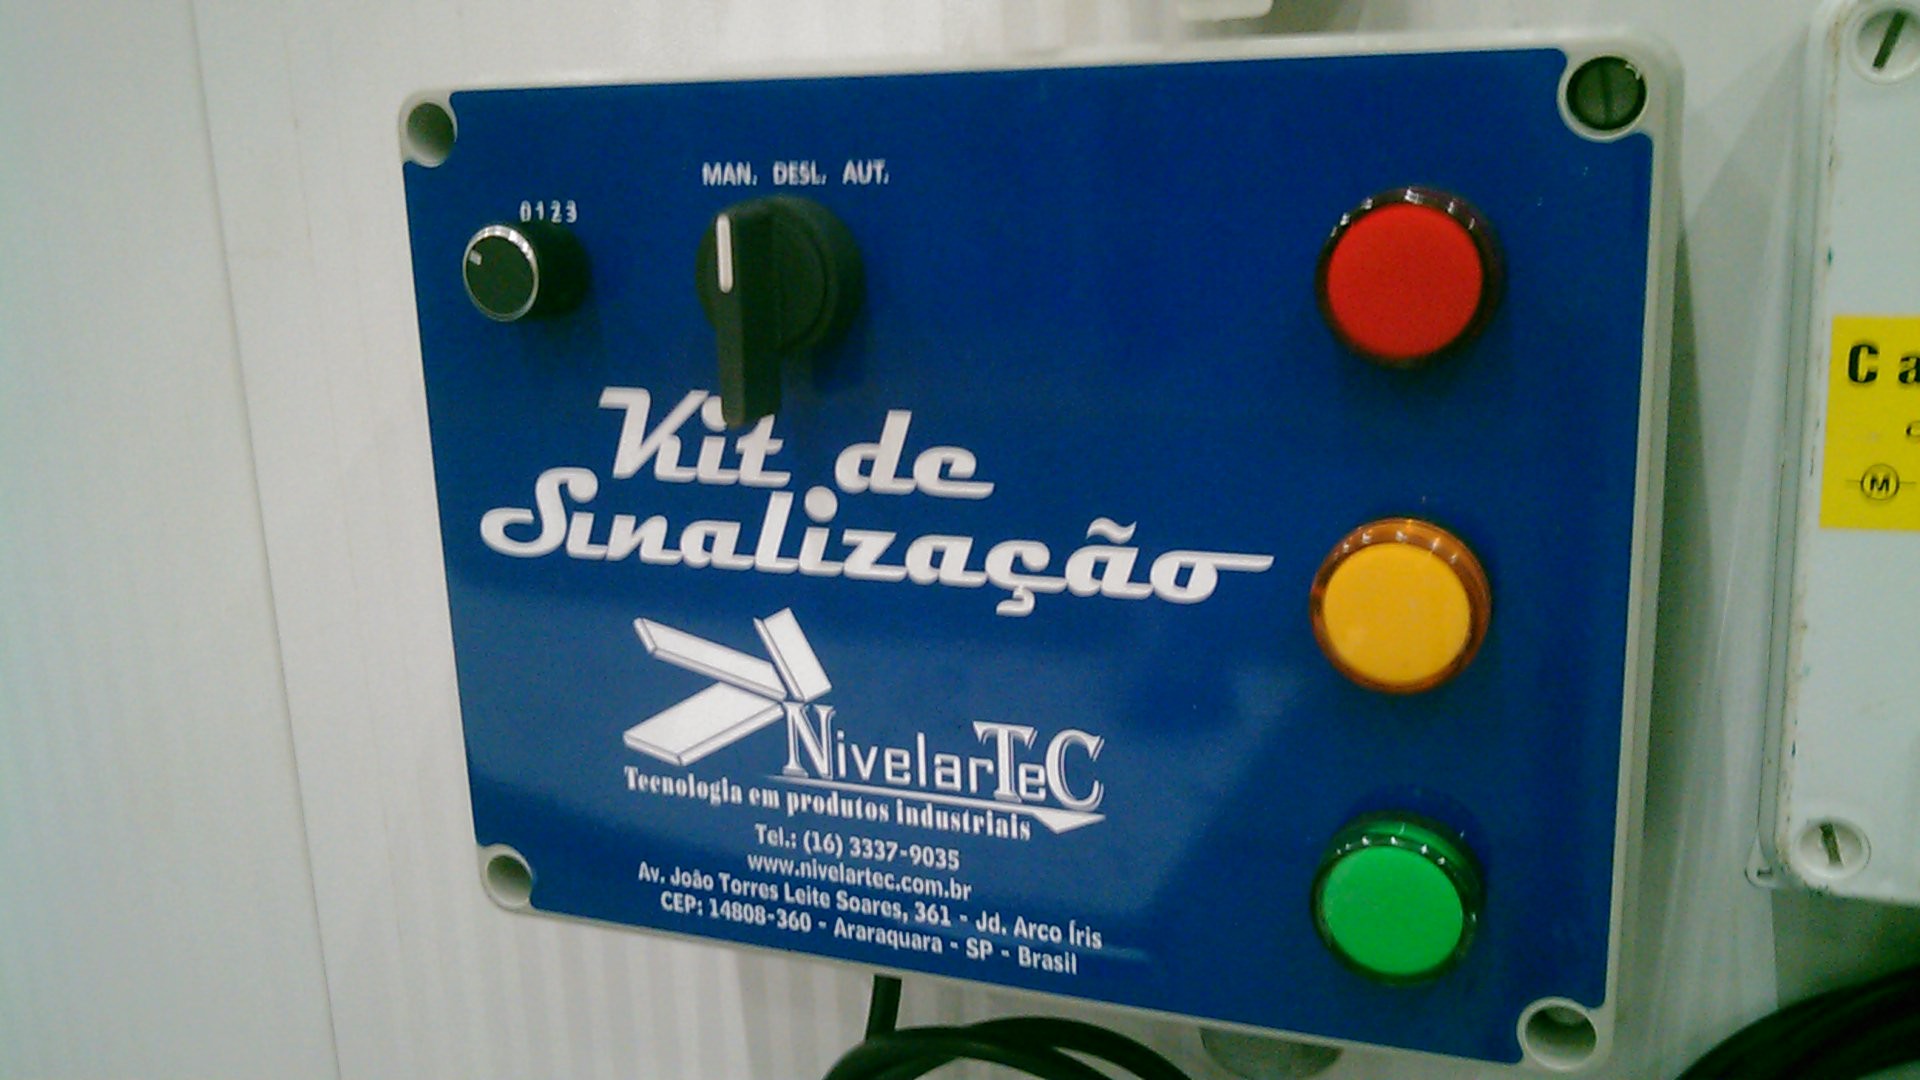 MAN. DESL. AUT.
0 1 2 3
Kit de
Sinalização
NivelarTeC
Tecnologia em produtos industriais
Tel.: (16) 3337-9035
www.nivelartec.com.br
Av. João Torres Leite Soares, 361 - Jd. Arco Íris
CEP: 14808-360 - Araraquara - SP - Brasil
M